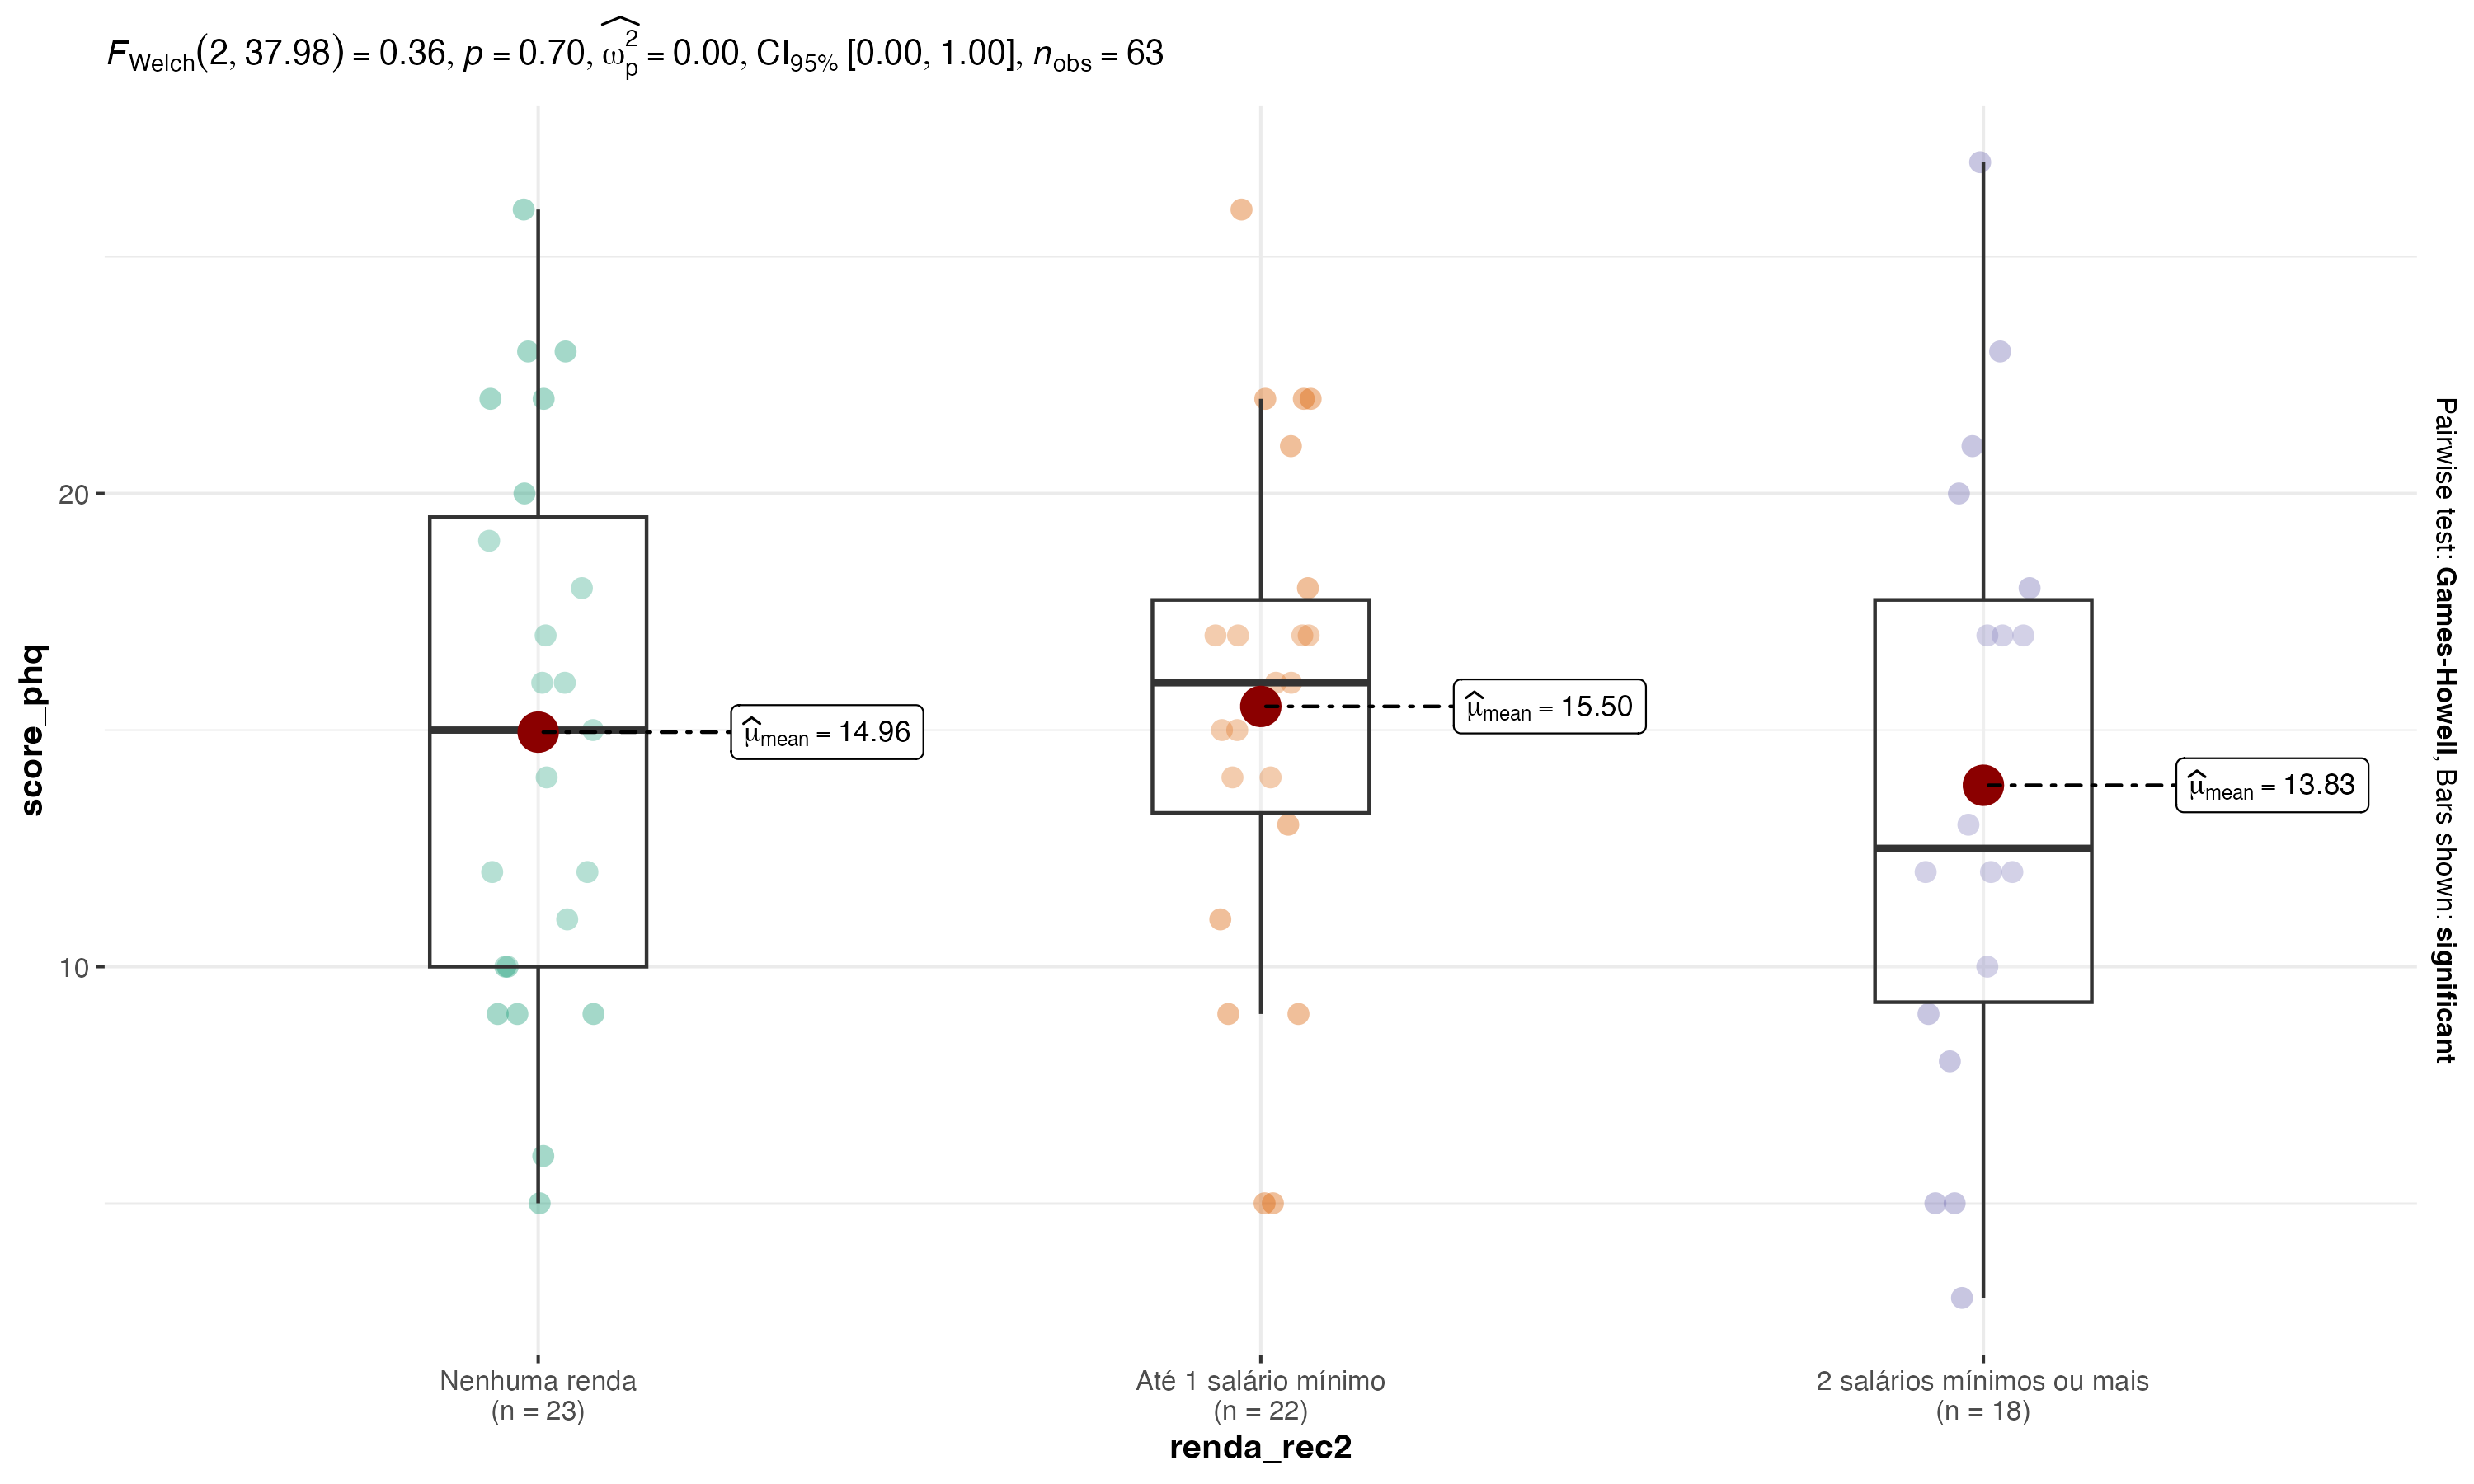 F_Welch(2, 37.98) = 0.36, p = 0.70, ω̂²_p = 0.00, CI_95% [0.00, 1.00], n_obs = 63
score_puq
20
10
μ̂_mean = 14.96
μ̂_mean = 15.50
μ̂_mean = 13.83
Pairwise test: Games-Howell, Bars shown: significant
Nenhuma renda
(n = 23)
Até 1 salário mínimo
(n = 22)
2 salários mínimos ou mais
(n = 18)
renda_rec2